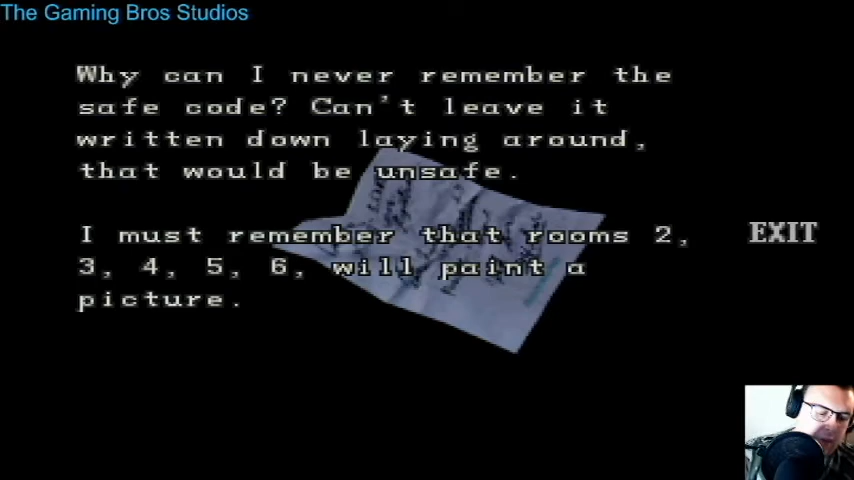 The Gaming Bros Studios
Why can I never remember the
safe code? Can't leave it
written down laying around,
that would be unsafe.
I must remember that rooms 2,
3, 4, 5, 6, will paint a
picture.
EXIT